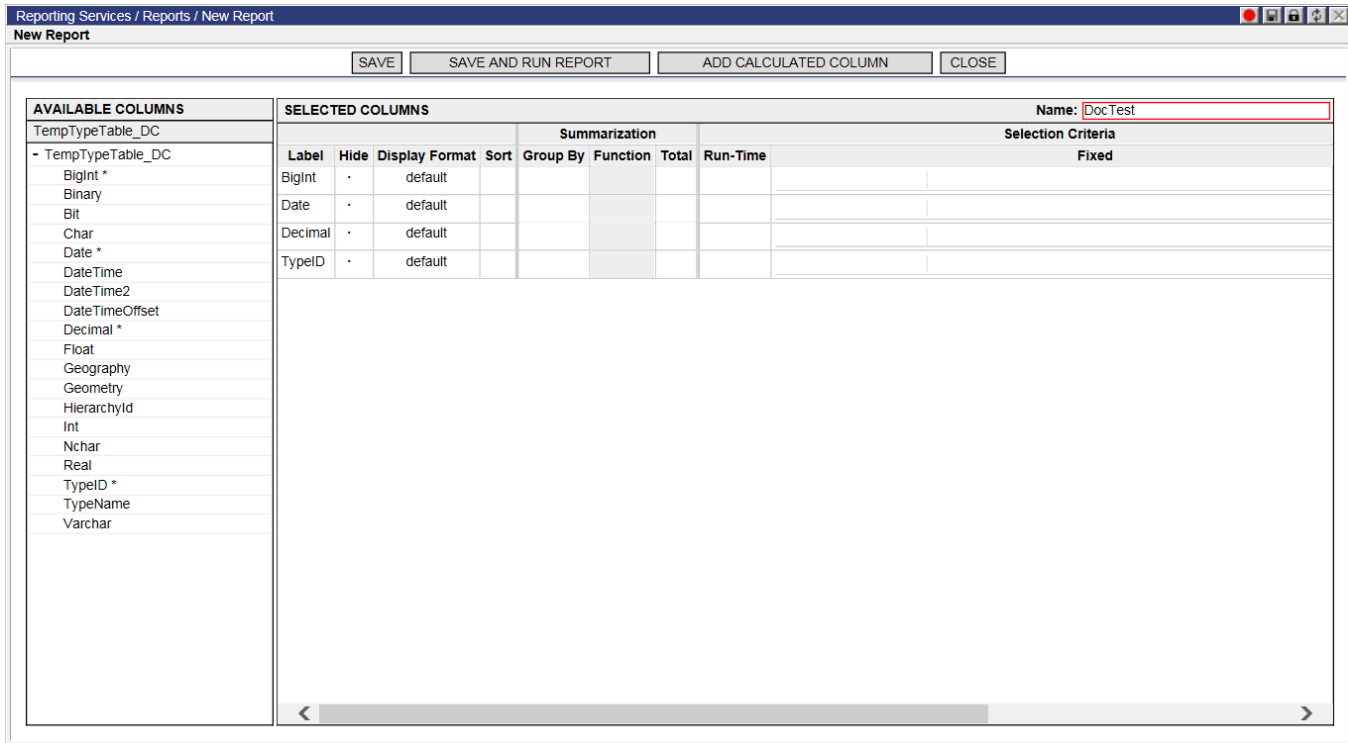 Reporting Services / Reports / New Report
New Report
SAVE SAVE AND RUN REPORT ADD CALCULATED COLUMN CLOSE
AVAILABLE COLUMNS
TempTypeTable_DC
- TempTypeTable_DC
BigInt *
Binary
Bit
Char
Date *
DateTime
DateTime2
DateTimeOffset
Decimal *
Float
Geography
Geometry
HierarchyId
Int
Nchar
Real
TypeID *
TypeName
Varchar
SELECTED COLUMNS Name: DocTest
Summarization Selection Criteria
Label Hide Display Format Sort Group By Function Total Run-Time Fixed
BigInt · default
Date · default
Decimal · default
TypeID · default